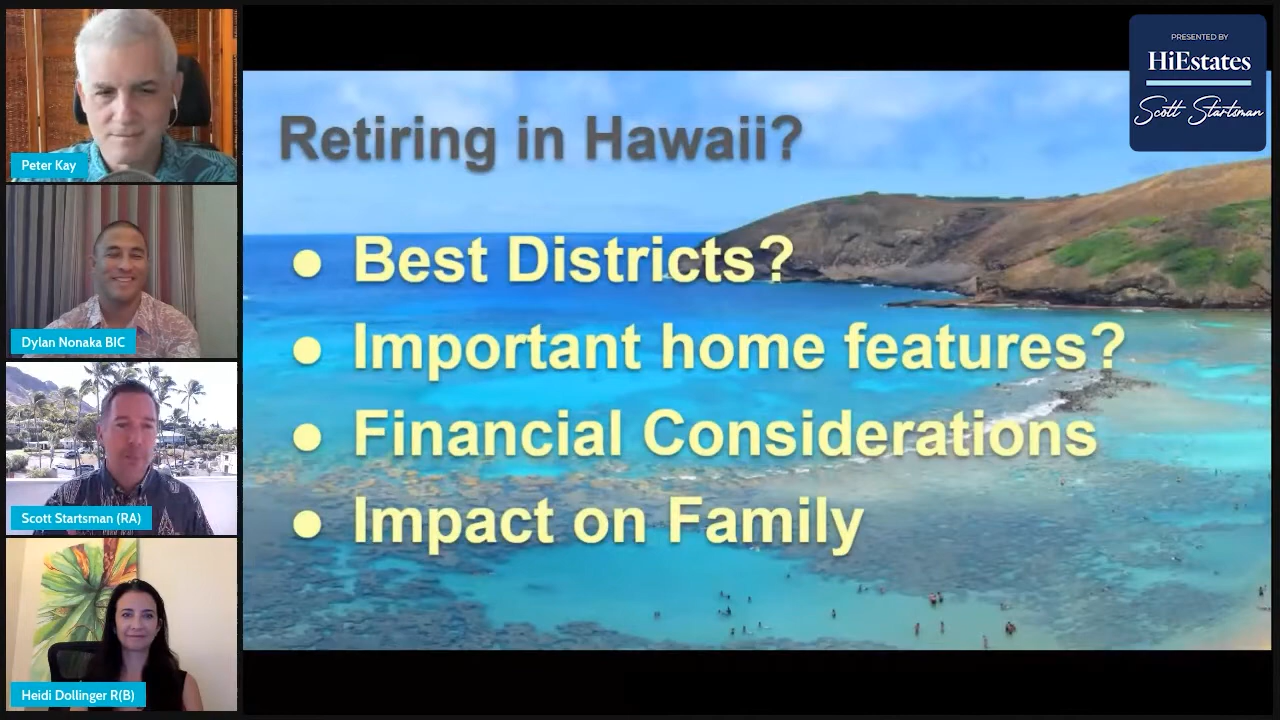 Peter Kay
Dylan Nonaka BIC
Scott Startsman (RA)
Heidi Dollinger R(B)
Retiring in Hawaii?
● Best Districts?
● Important home features?
● Financial Considerations
● Impact on Family
PRESENTED BY
HiEstates
Scott Startsman